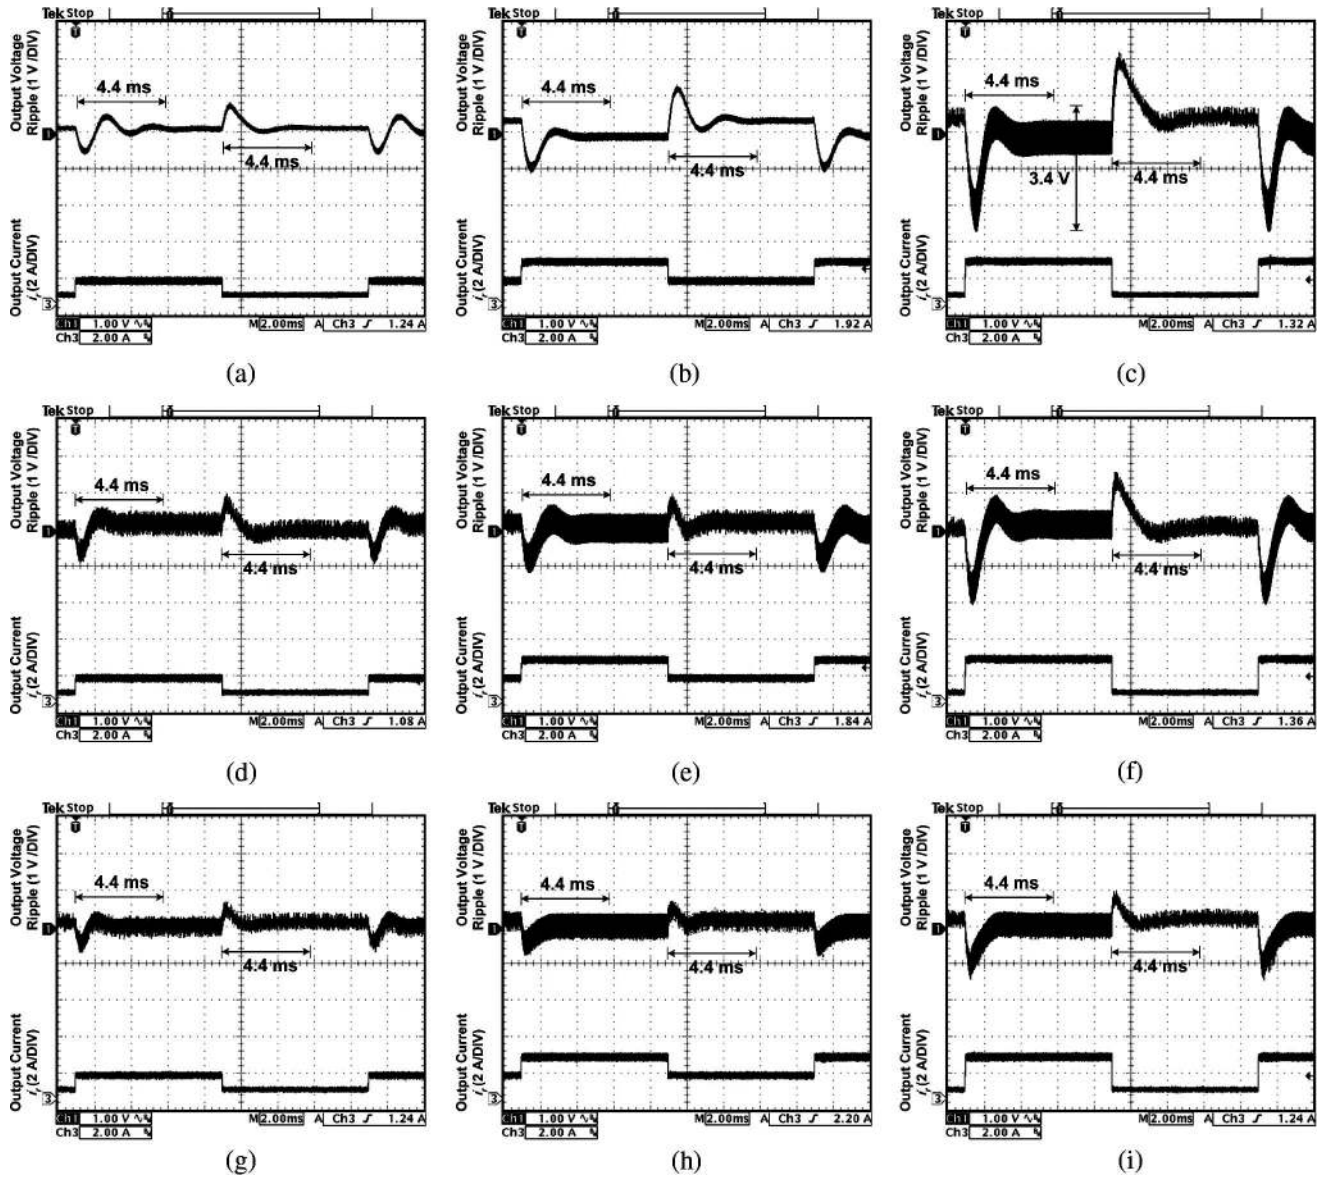 Tek Stop
Output Voltage
Ripple (1 V /DIV)
4.4 ms
4.4 ms
Output Current
i_r (2 A/DIV)
Ch1 1.00 V M 2.00ms A Ch3 1.24 A
Ch3 2.00 A
(a)
Tek Stop
Output Voltage
Ripple (1 V /DIV)
4.4 ms
4.4 ms
Output Current
i_r (2 A/DIV)
Ch1 1.00 V M 2.00ms A Ch3 1.92 A
Ch3 2.00 A
(b)
Tek Stop
Output Voltage
Ripple (1 V /DIV)
4.4 ms
3.4 V
4.4 ms
Output Current
i_r (2 A/DIV)
Ch1 1.00 V M 2.00ms A Ch3 1.32 A
Ch3 2.00 A
(c)
Tek Stop
Output Voltage
Ripple (1 V /DIV)
4.4 ms
4.4 ms
Output Current
i_r (2 A/DIV)
Ch1 1.00 V M 2.00ms A Ch3 1.08 A
Ch3 2.00 A
(d)
Tek Stop
Output Voltage
Ripple (1 V /DIV)
4.4 ms
4.4 ms
Output Current
i_r (2 A/DIV)
Ch1 1.00 V M 2.00ms A Ch3 1.84 A
Ch3 2.00 A
(e)
Tek Stop
Output Voltage
Ripple (1 V /DIV)
4.4 ms
4.4 ms
Output Current
i_r (2 A/DIV)
Ch1 1.00 V M 2.00ms A Ch3 1.36 A
Ch3 2.00 A
(f)
Tek Stop
Output Voltage
Ripple (1 V /DIV)
4.4 ms
4.4 ms
Output Current
i_r (2 A/DIV)
Ch1 1.00 V M 2.00ms A Ch3 1.24 A
Ch3 2.00 A
(g)
Tek Stop
Output Voltage
Ripple (1 V /DIV)
4.4 ms
4.4 ms
Output Current
i_r (2 A/DIV)
Ch1 1.00 V M 2.00ms A Ch3 2.20 A
Ch3 2.00 A
(h)
Tek Stop
Output Voltage
Ripple (1 V /DIV)
4.4 ms
4.4 ms
Output Current
i_r (2 A/DIV)
Ch1 1.00 V M 2.00ms A Ch3 1.24 A
Ch3 2.00 A
(i)